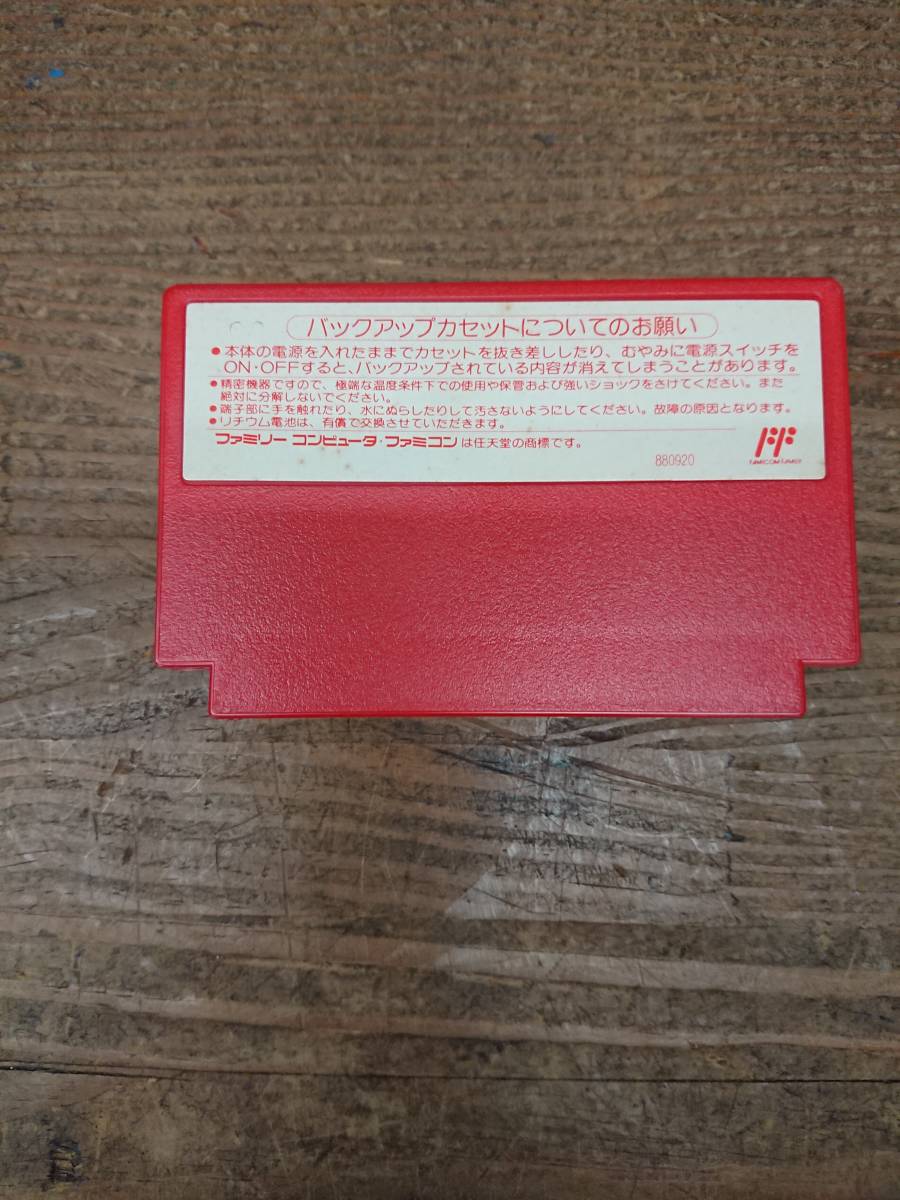 バックアップカセットについてのお願い
●本体の電源を入れたままでカセットを抜き差ししたり、むやみに電源スイッチを
ON・OFFすると、バックアップされている内容が消えてしまうことがあります。
●精密機器ですので、極端な温度条件下での使用や保管および強いショックをさけてください。また
絶対に分解しないでください。
●端子部に手を触れたり、水にぬらしたりして汚さないようにしてください。故障の原因となります。
●リチウム電池は、有償で交換させていただきます。
ファミリー コンピュータ・ファミコンは任天堂の商標です。
880920
FF
FAMICOM FAMILY